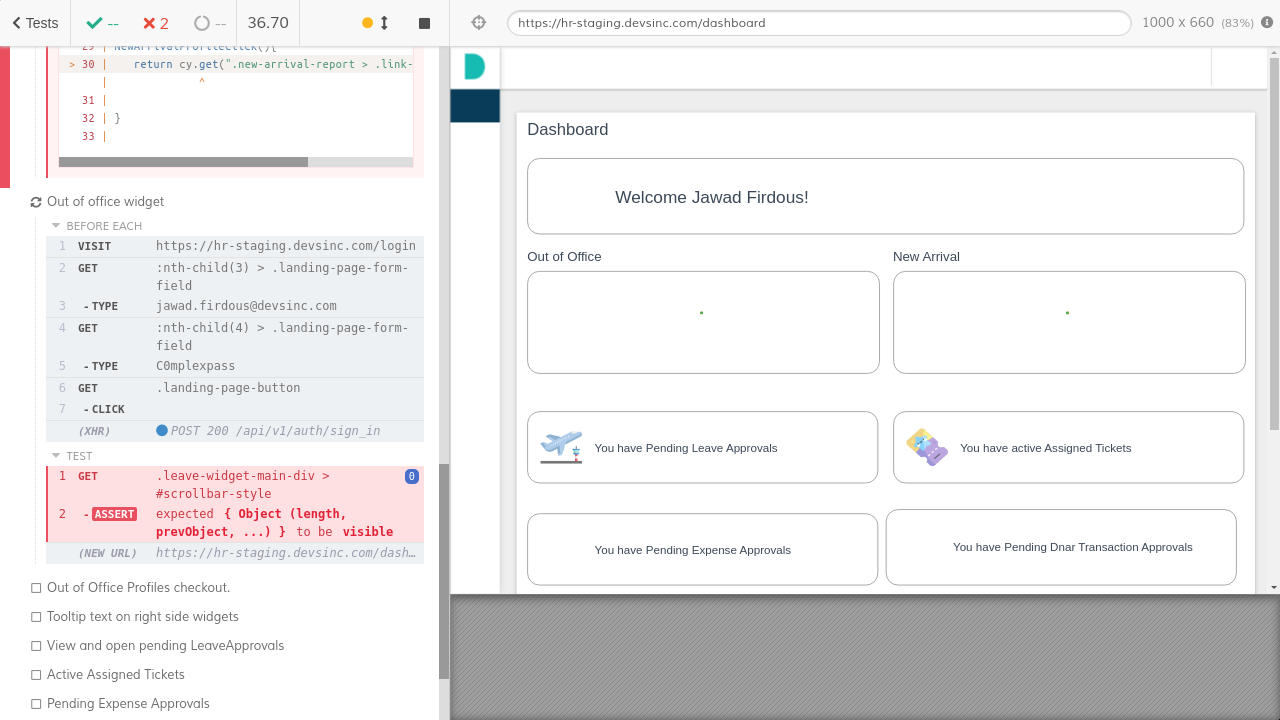 Tests
--
2
--
36.70
https://hr-staging.devsinc.com/dashboard
1000 x 660 (83%)
29 | NewArrivalProfileClick(){
> 30 |    return cy.get(".new-arrival-report > .link-
|              ^
31 |
32 | }
33 |
Out of office widget
BEFORE EACH
1 VISIT https://hr-staging.devsinc.com/login
2 GET :nth-child(3) > .landing-page-form-
field
3 -TYPE jawad.firdous@devsinc.com
4 GET :nth-child(4) > .landing-page-form-
field
5 -TYPE C0mplexpass
6 GET .landing-page-button
7 -CLICK
(XHR) POST 200 /api/v1/auth/sign_in
TEST
1 GET .leave-widget-main-div > 0
#scrollbar-style
2 -ASSERT expected { Object (length,
prevObject, ...) } to be visible
(NEW URL) https://hr-staging.devsinc.com/dash…
Out of Office Profiles checkout.
Tooltip text on right side widgets
View and open pending LeaveApprovals
Active Assigned Tickets
Pending Expense Approvals
Dashboard
Welcome Jawad Firdous!
Out of Office
New Arrival
You have Pending Leave Approvals
You have active Assigned Tickets
You have Pending Expense Approvals
You have Pending Dnar Transaction Approvals